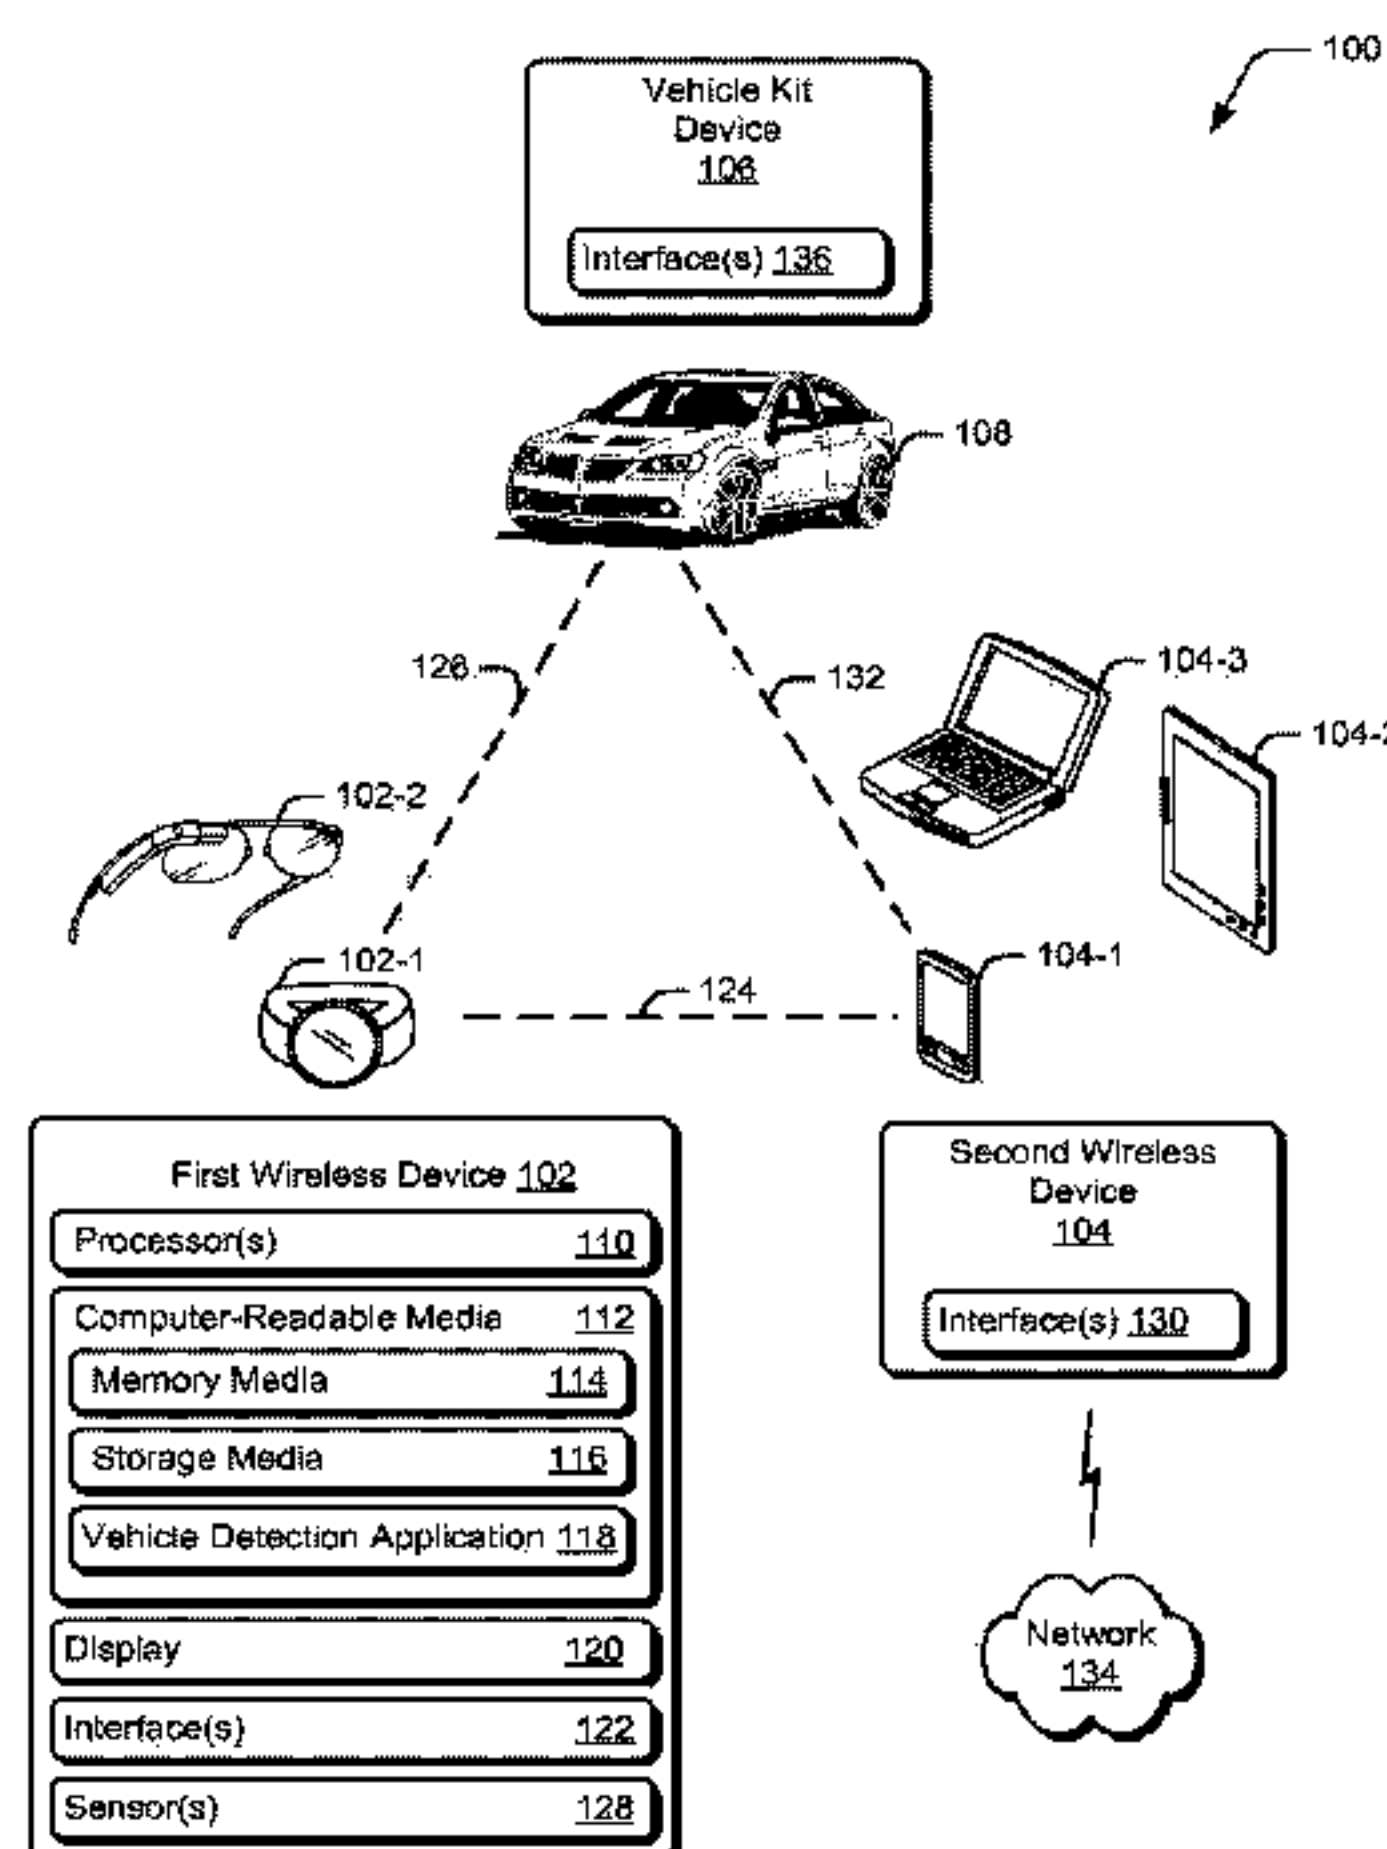 100
Vehicle Kit
Device
106
Interface(s) 136
108
126
132
104-3
104-2
102-2
102-1
104-1
124
First Wireless Device 102
Processor(s) 110
Computer-Readable Media 112
Memory Media 114
Storage Media 116
Vehicle Detection Application 118
Display 120
Interface(s) 122
Sensor(s) 128
Second Wireless
Device
104
Interface(s) 130
Network
134